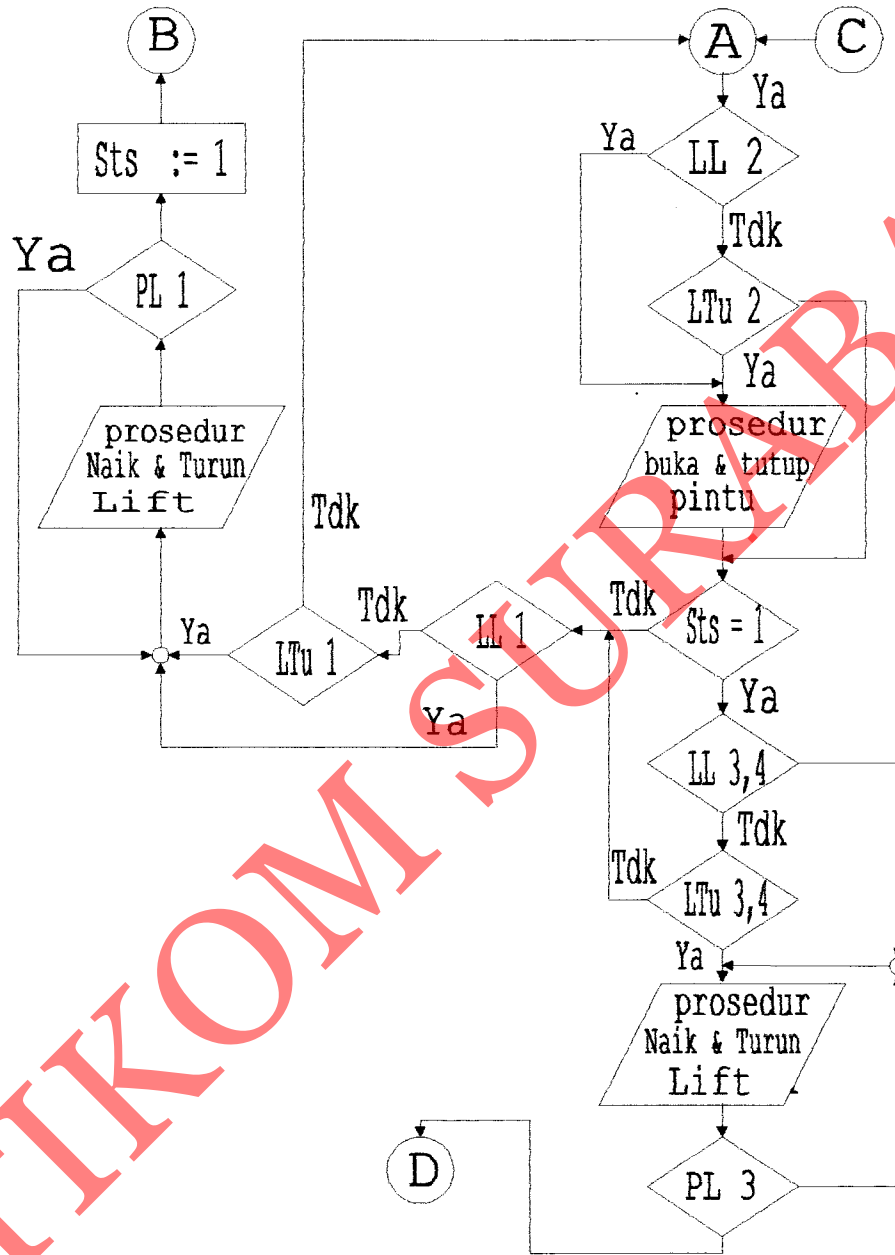 B
A
C
Ya
Ya
LL 2
Sts := 1
Tdk
Ya
PL 1
LTu 2
Ya
prosedur
Naik & Turun
Lift
prosedur
buka & tutup
pintu
Tdk
Tdk
Tdk
LL 1
Sts = 1
Ya
LTu 1
Ya
Ya
LL 3,4
Tdk
Tdk
LTu 3,4
Ya
prosedur
Naik & Turun
Lift
D
PL 3
TIKOM SURABA